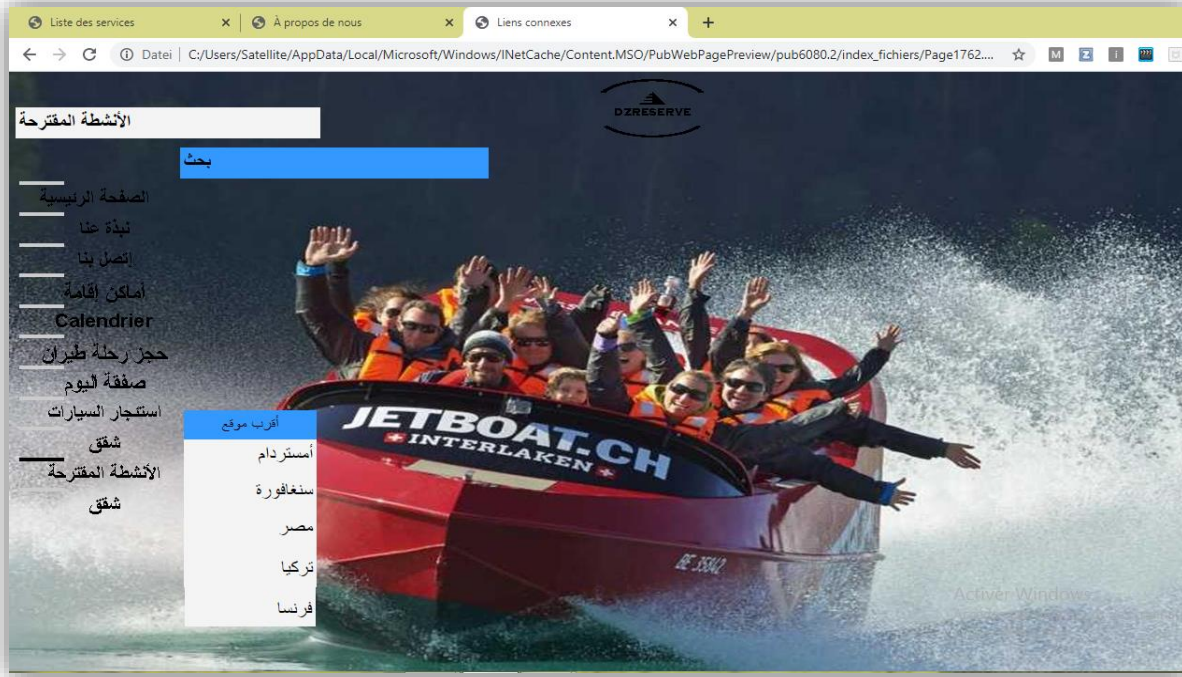 Liste des services
À propos de nous
Liens connexes
Datei | C:/Users/Satellite/AppData/Local/Microsoft/Windows/INetCache/Content.MSO/PubWebPagePreview/pub6080.2/index_fichiers/Page1762....
DZRESERVE
الأنشطة المقترحة
بحث
الصفحة الرئيسية
نبذة عنا
إتصل بنا
أماكن إقامة
Calendrier
حجز رحلة طيران
صفقة اليوم
استئجار السيارات
شقق
الأنشطة المقترحة
شقق
أقرب موقع
أمستردام
سنغافورة
مصر
تركيا
فرنسا
JETBOAT.CH
INTERLAKEN
BE 35842
Activer Windows